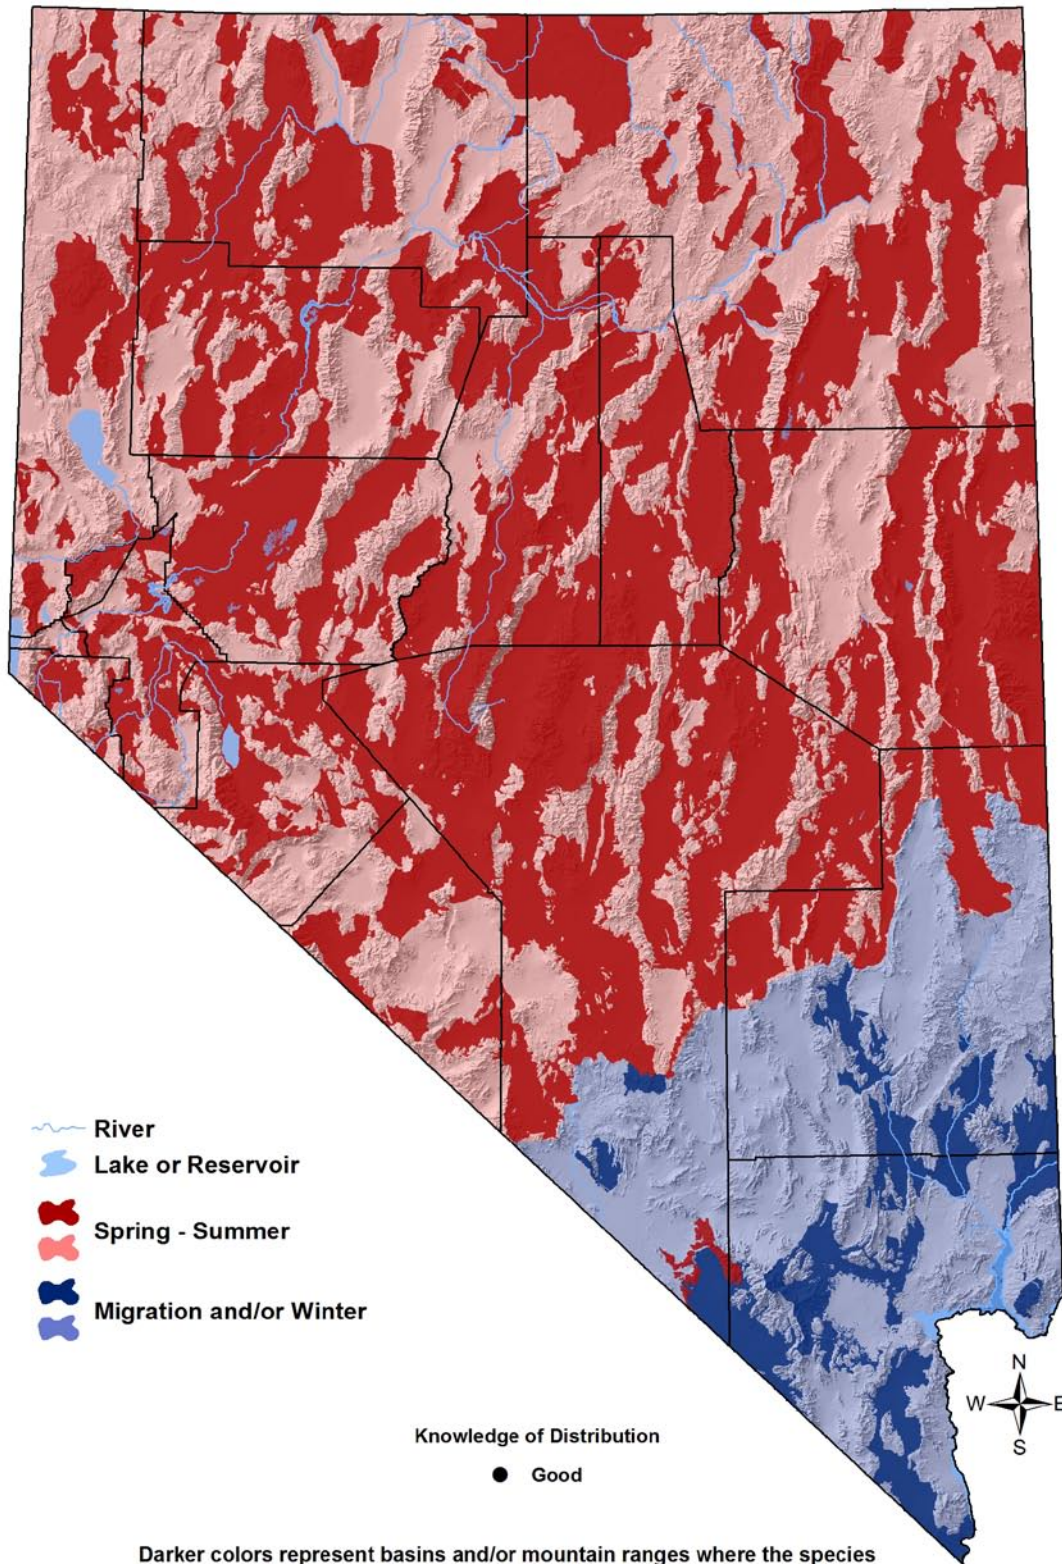 River
Lake or Reservoir
Spring - Summer
Migration and/or Winter
N
W E
S
Knowledge of Distribution
Good
Darker colors represent basins and/or mountain ranges where the species